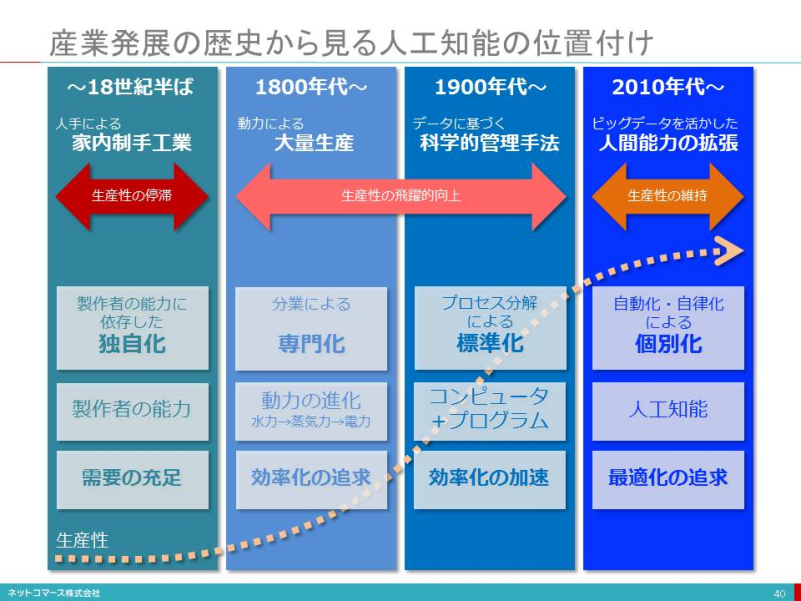 産業発展の歴史から見る人工知能の位置付け
～18世紀半ば
人手による
家内制手工業
生産性の停滞
製作者の能力に
依存した
独自化
製作者の能力
需要の充足
生産性
1800年代～
動力による
大量生産
生産性の飛躍的向上
分業による
専門化
動力の進化
水力→蒸気力→電力
効率化の追求
1900年代～
データに基づく
科学的管理手法
プロセス分解
による
標準化
コンピュータ
＋プログラム
効率化の加速
2010年代～
ビッグデータを活かした
人間能力の拡張
生産性の維持
自動化・自律化
による
個別化
人工知能
最適化の追求
ネットコマース株式会社
40